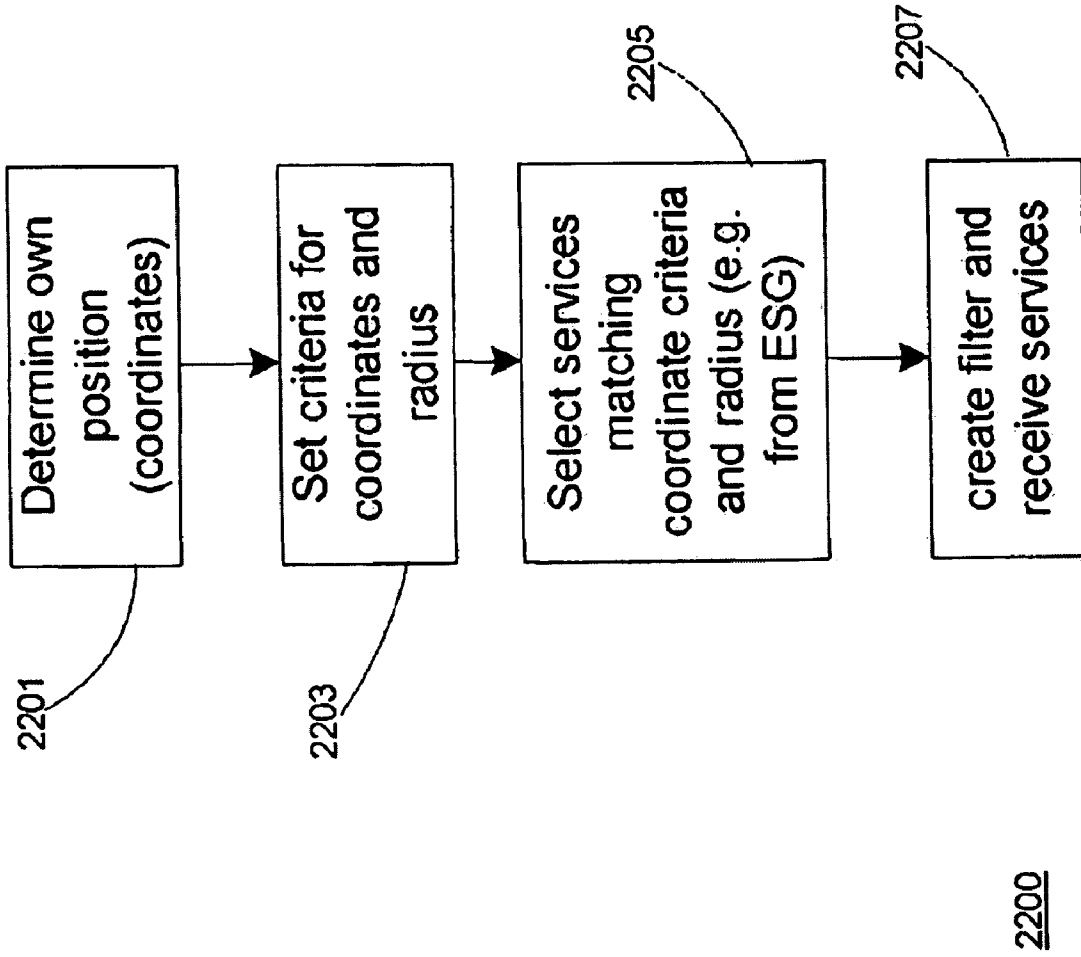 Determine own
position
(coordinates)
2201
Set criteria for
coordinates and
radius
2203
Select services
matching
coordinate criteria
and radius (e.g.
from ESG)
2205
create filter and
receive services
2207
2200